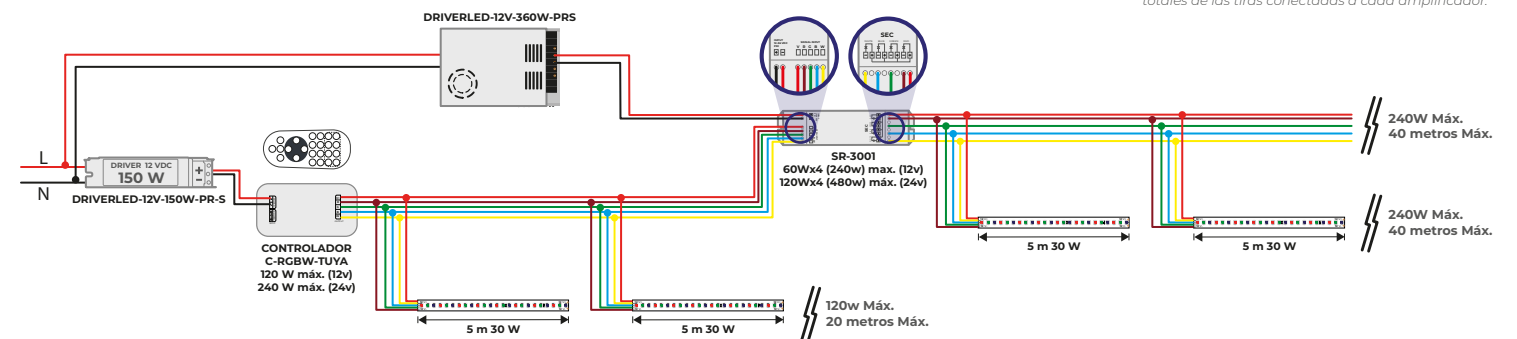 totales de las tiras conectadas a cada amplificador.
DRIVERLED-12V-360W-PRS
SEC
L
N
DRIVER 12 VDC
150 W
+
-
DRIVERLED-12V-150W-PR-S
CONTROLADOR
C-RGBW-TUYA
120 W máx. (12v)
240 W máx. (24v)
SR-3001
60Wx4 (240w) max. (12v)
120Wx4 (480w) máx. (24v)
240W Máx.
40 metros Máx.
240W Máx.
40 metros Máx.
5 m 30 W
5 m 30 W
5 m 30 W
5 m 30 W
120w Máx.
20 metros Máx.